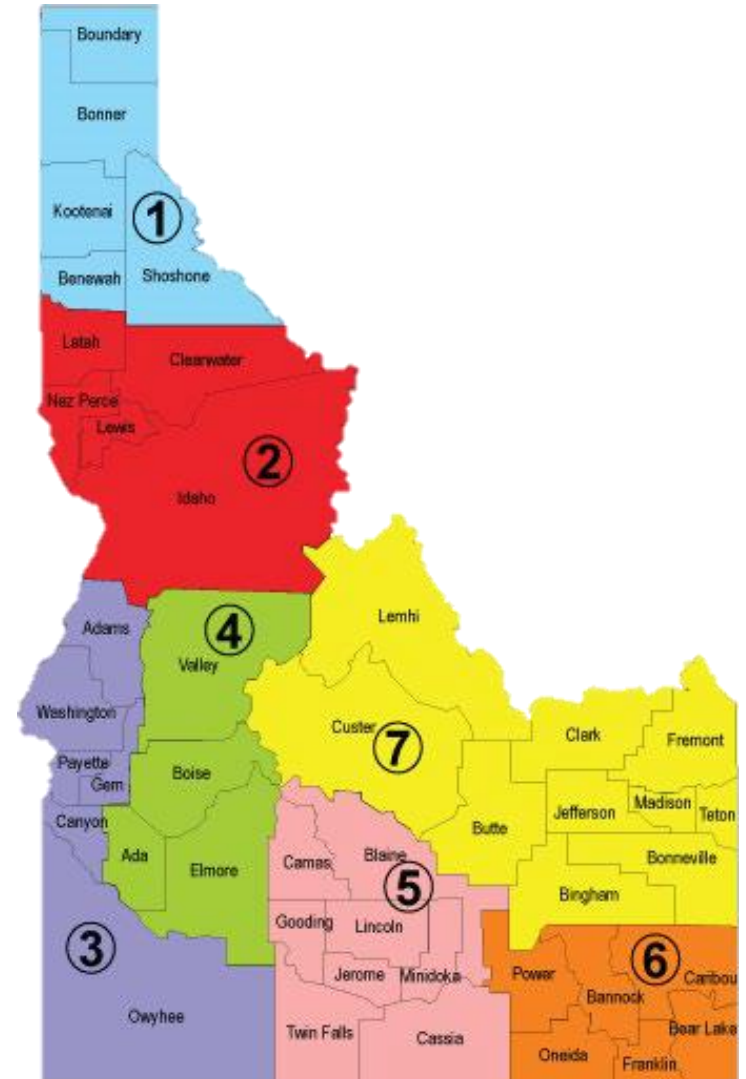 Boundary
Bonner
Kootenai
1
Benewah
Shoshone
Latah
Clearwater
Nez Perce
Lewis
2
Idaho
Lemhi
Adams
4
Valley
Washington
Custer
7
Clark
Fremont
Payette
Boise
Gem
Canyon
Jefferson
Madison
Teton
Butte
Ada
Elmore
Camas
Blaine
Bonneville
5
Bingham
Gooding
Lincoln
3
6
Jerome
Minidoka
Power
Caribou
Bannock
Owyhee
Twin Falls
Cassia
Bear Lake
Oneida
Franklin